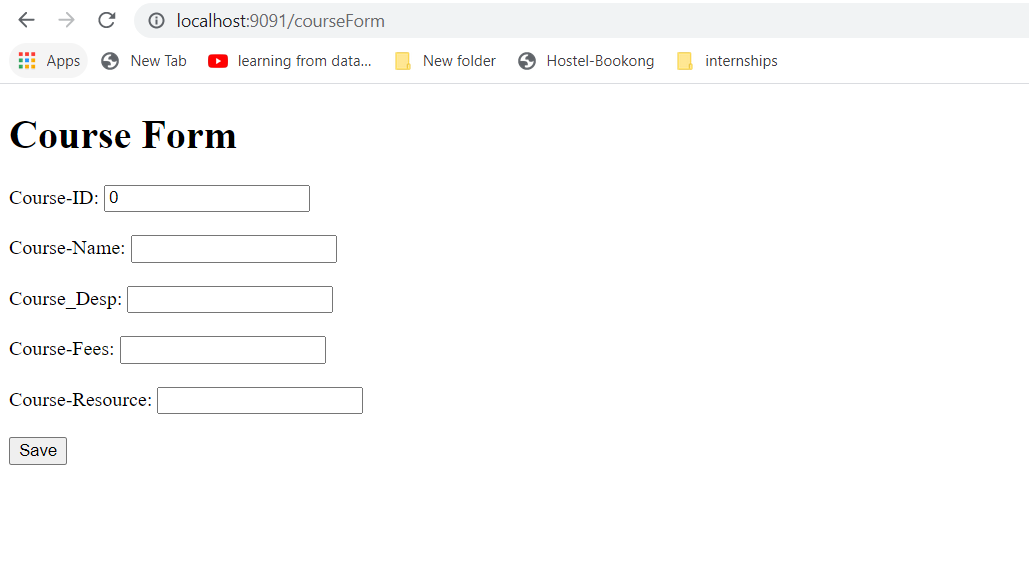 localhost:9091/courseForm
Apps New Tab learning from data... New folder Hostel-Bookong internships
Course Form
Course-ID: 0
Course-Name:
Course_Desp:
Course-Fees:
Course-Resource:
Save